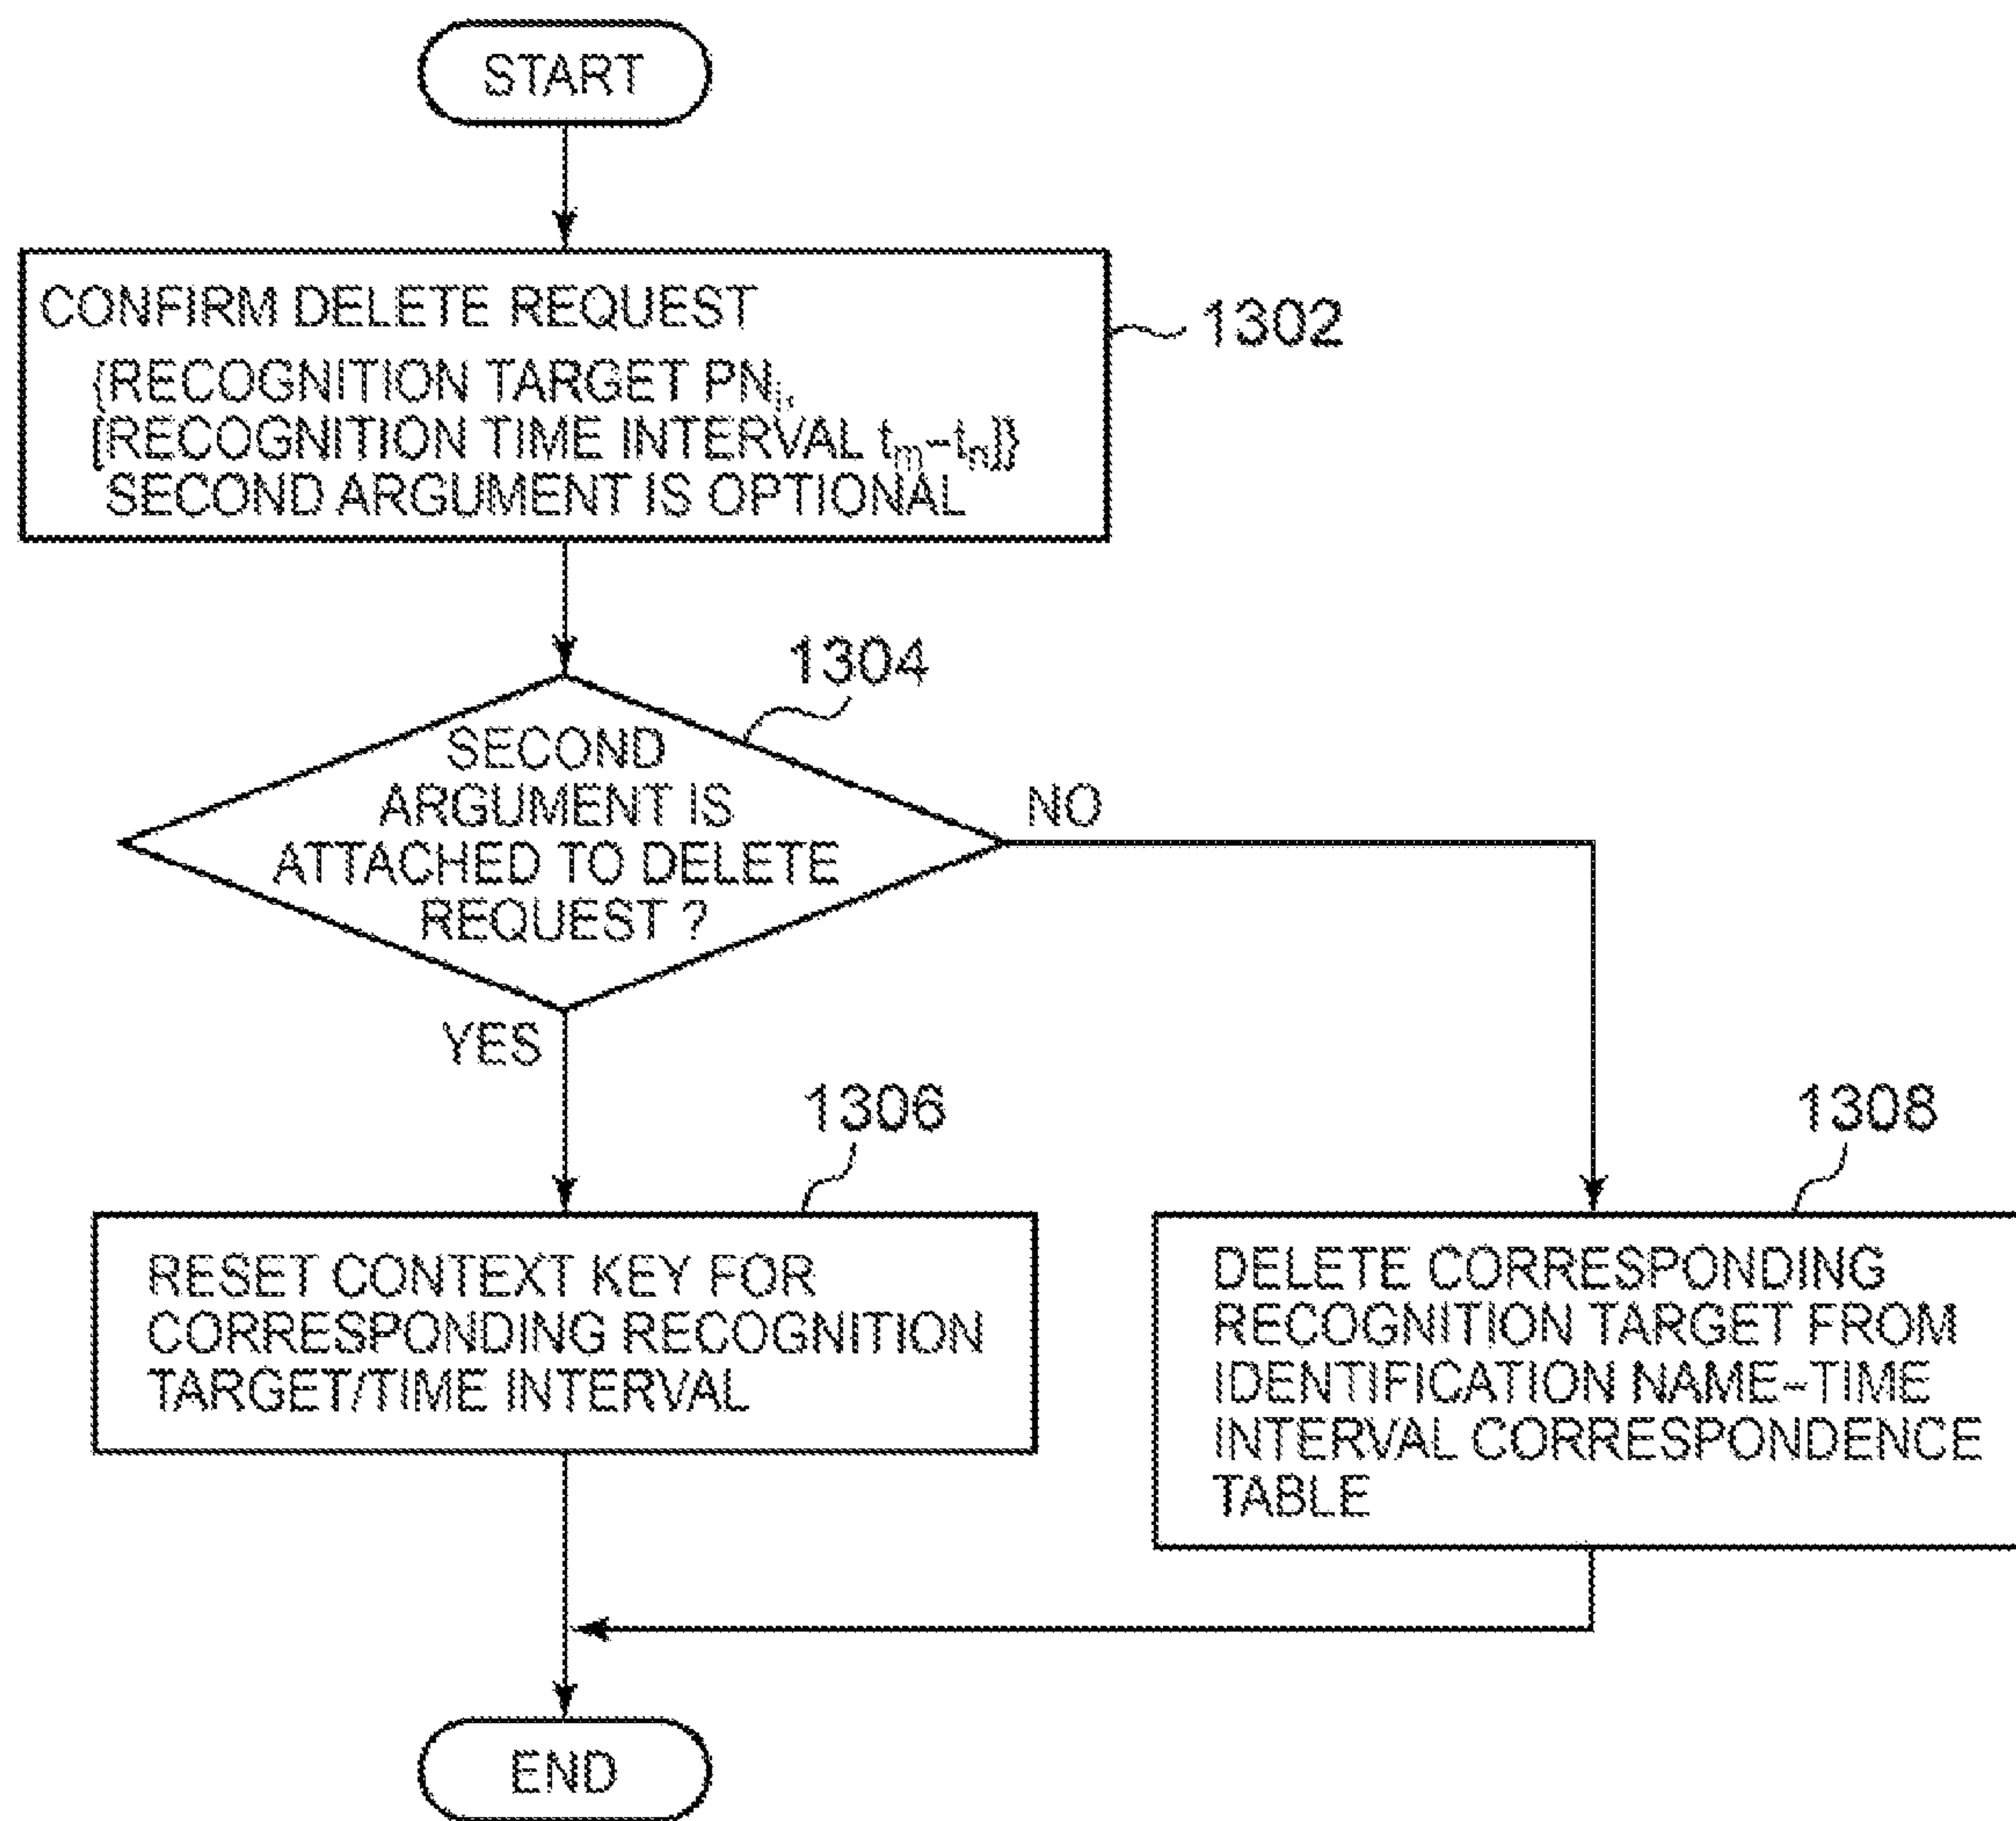 START
CONFIRM DELETE REQUEST
{RECOGNITION TARGET PNi,
[RECOGNITION TIME INTERVAL tm-tn]}
SECOND ARGUMENT IS OPTIONAL
1302
1304
SECOND
ARGUMENT IS
ATTACHED TO DELETE
REQUEST ?
NO
YES
1306
RESET CONTEXT KEY FOR
CORRESPONDING RECOGNITION
TARGET/TIME INTERVAL
1308
DELETE CORRESPONDING
RECOGNITION TARGET FROM
IDENTIFICATION NAME-TIME
INTERVAL CORRESPONDENCE
TABLE
END